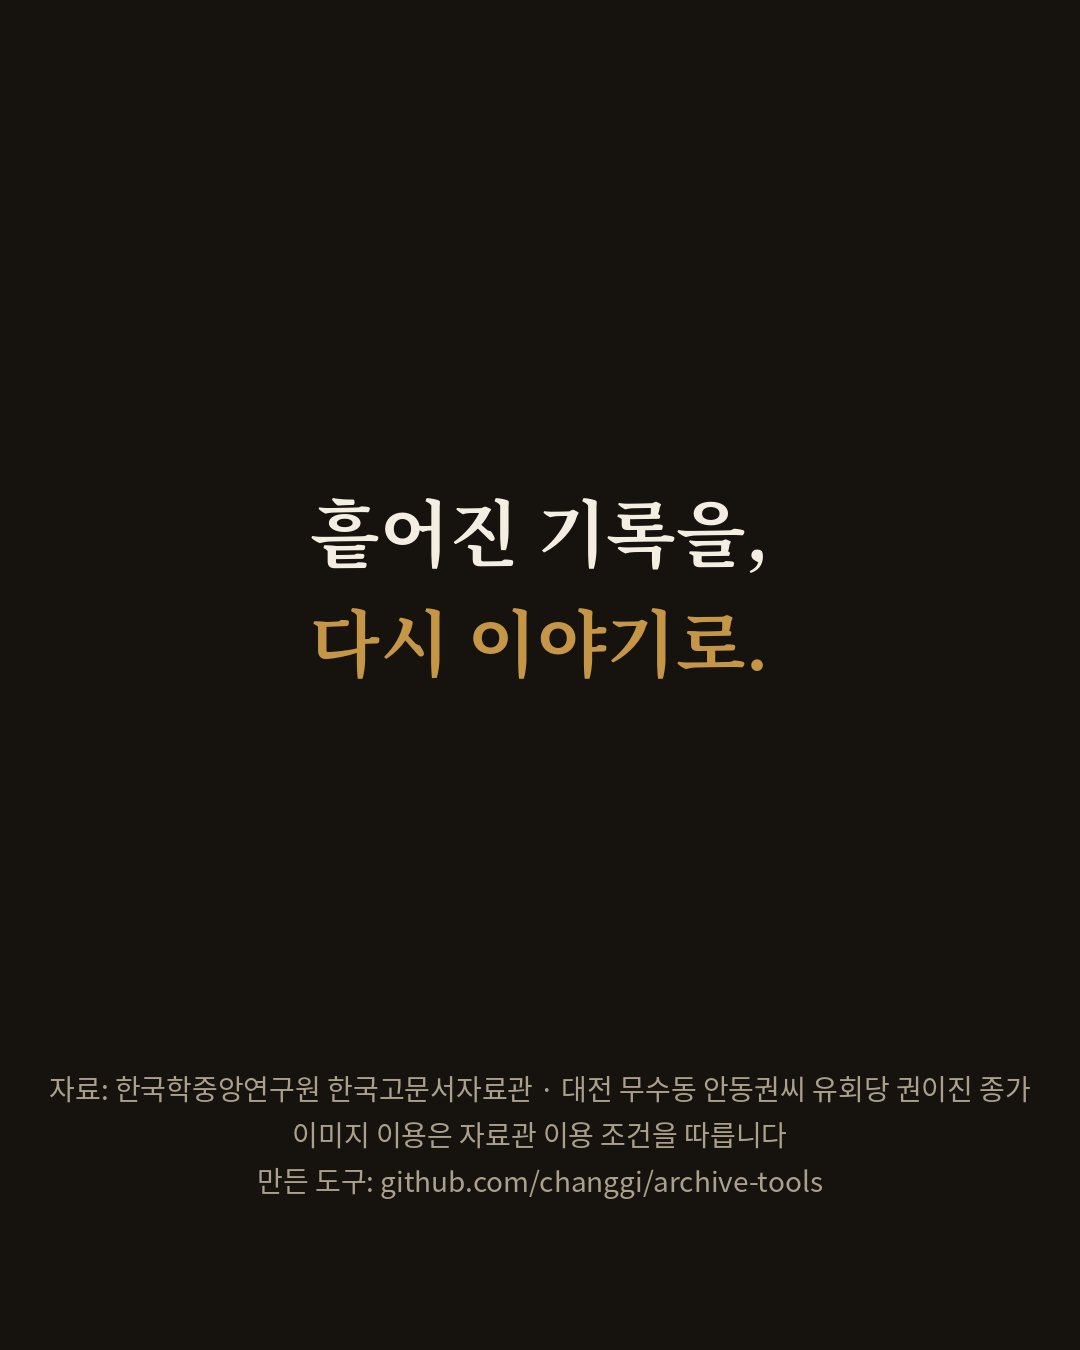 흩어진 기록을,
다시 이야기로.
자료: 한국학중앙연구원 한국고문서자료관 · 대전 무수동 안동권씨 유회당 권이진 종가
이미지 이용은 자료관 이용 조건을 따릅니다
만든 도구: github.com/changgi/archive-tools